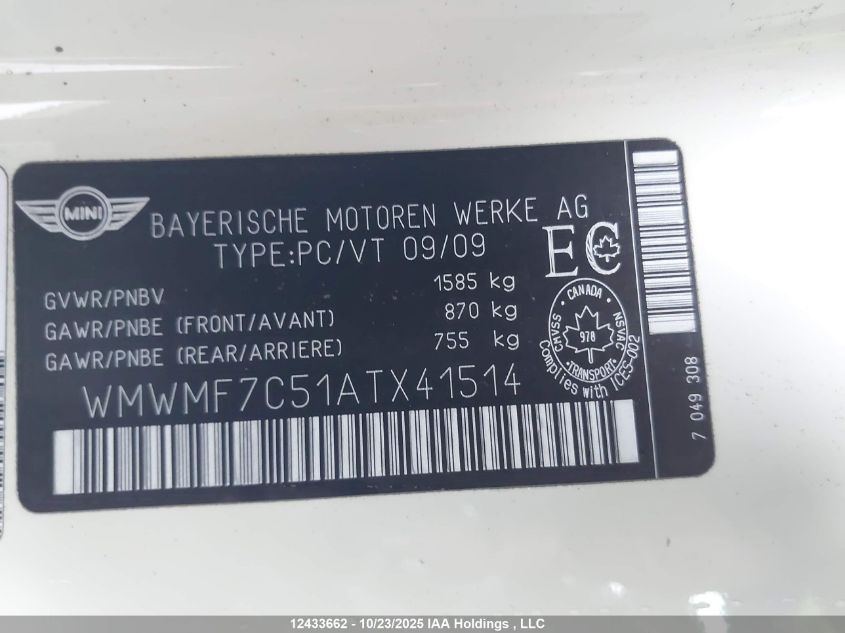 MINI
BAYERISCHE MOTOREN WERKE AG
TYPE:PC/VT 09/09
EC
GVWR/PNBV 1585 kg
GAWR/PNBE (FRONT/AVANT) 870 kg
GAWR/PNBE (REAR/ARRIERE) 755 kg
CANADA
CMVSS
NSVAC
978
TRANSPORT
Complies with ICES-002
WMWMF7C51ATX41514
7 049 308
12433662 - 10/23/2025 IAA Holdings , LLC